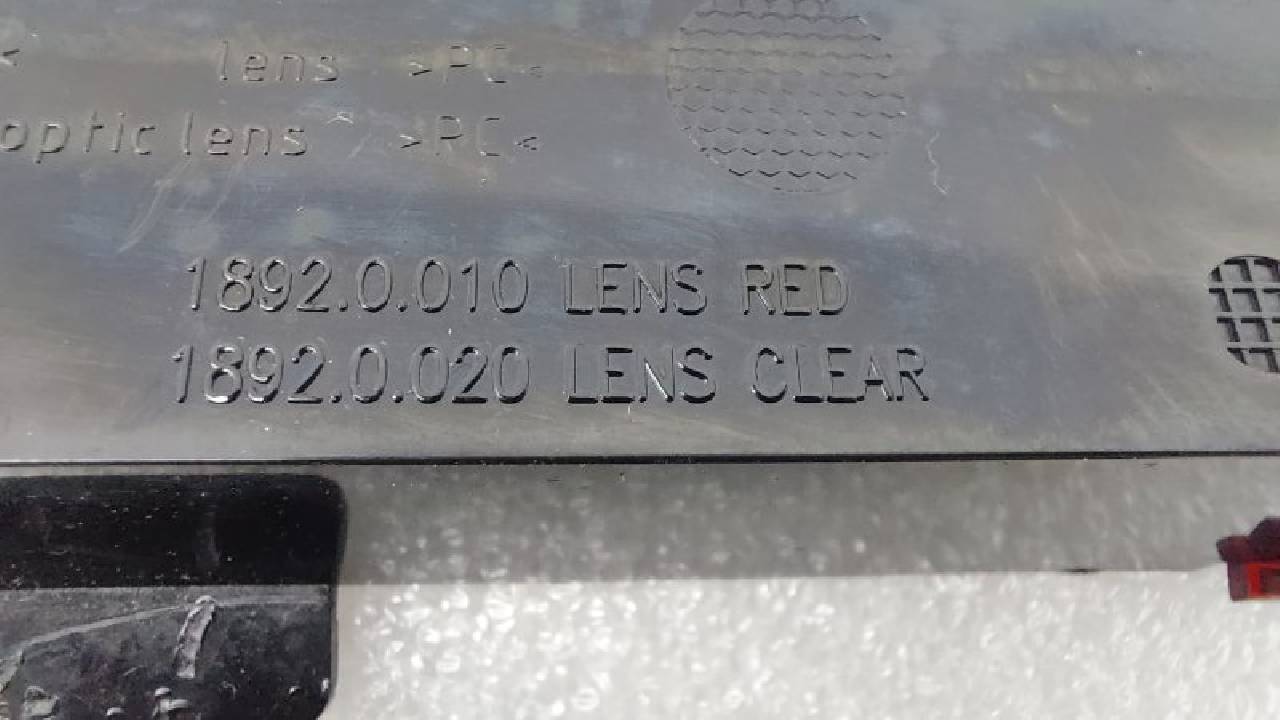 < lens >PC<
optic lens >PC<
1892.0.010 LENS RED
1892.0.020 LENS CLEAR